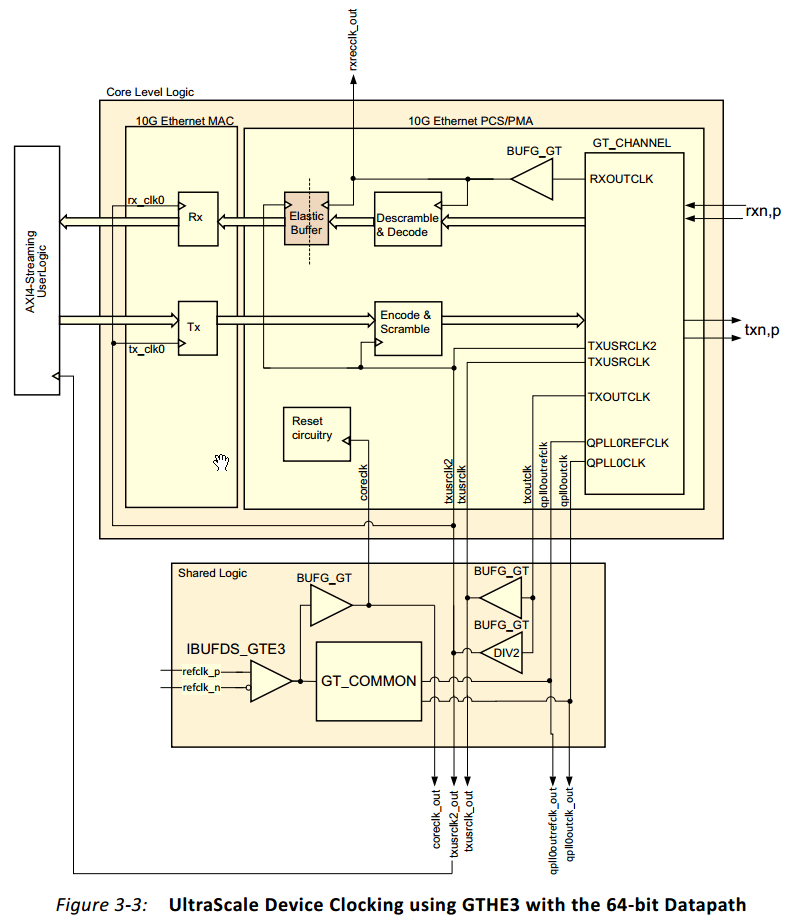 rxrecclk_out
Core Level Logic
10G Ethernet MAC
10G Ethernet PCS/PMA
GT_CHANNEL
BUFG_GT
RXOUTCLK
rx_clk0
Rx
Elastic
Buffer
Descramble
& Decode
rxn,p
AXI4-Streaming
UserLogic
Tx
tx_clk0
Encode &
Scramble
txn,p
TXUSRCLK2
TXUSRCLK
TXOUTCLK
QPLL0REFCLK
QPLL0CLK
Reset
circuitry
coreclk
txusrclk2
txusrclk
txoutclk
qpll0outrefclk
qpll0outclk
Shared Logic
BUFG_GT
BUFG_GT
BUFG_GT
DIV2
IBUFDS_GTE3
refclk_p
refclk_n
GT_COMMON
coreclk_out
txusrclk2_out
txusrclk_out
qpll0outrefclk_out
qpll0outclk_out
Figure 3-3: UltraScale Device Clocking using GTHE3 with the 64-bit Datapath